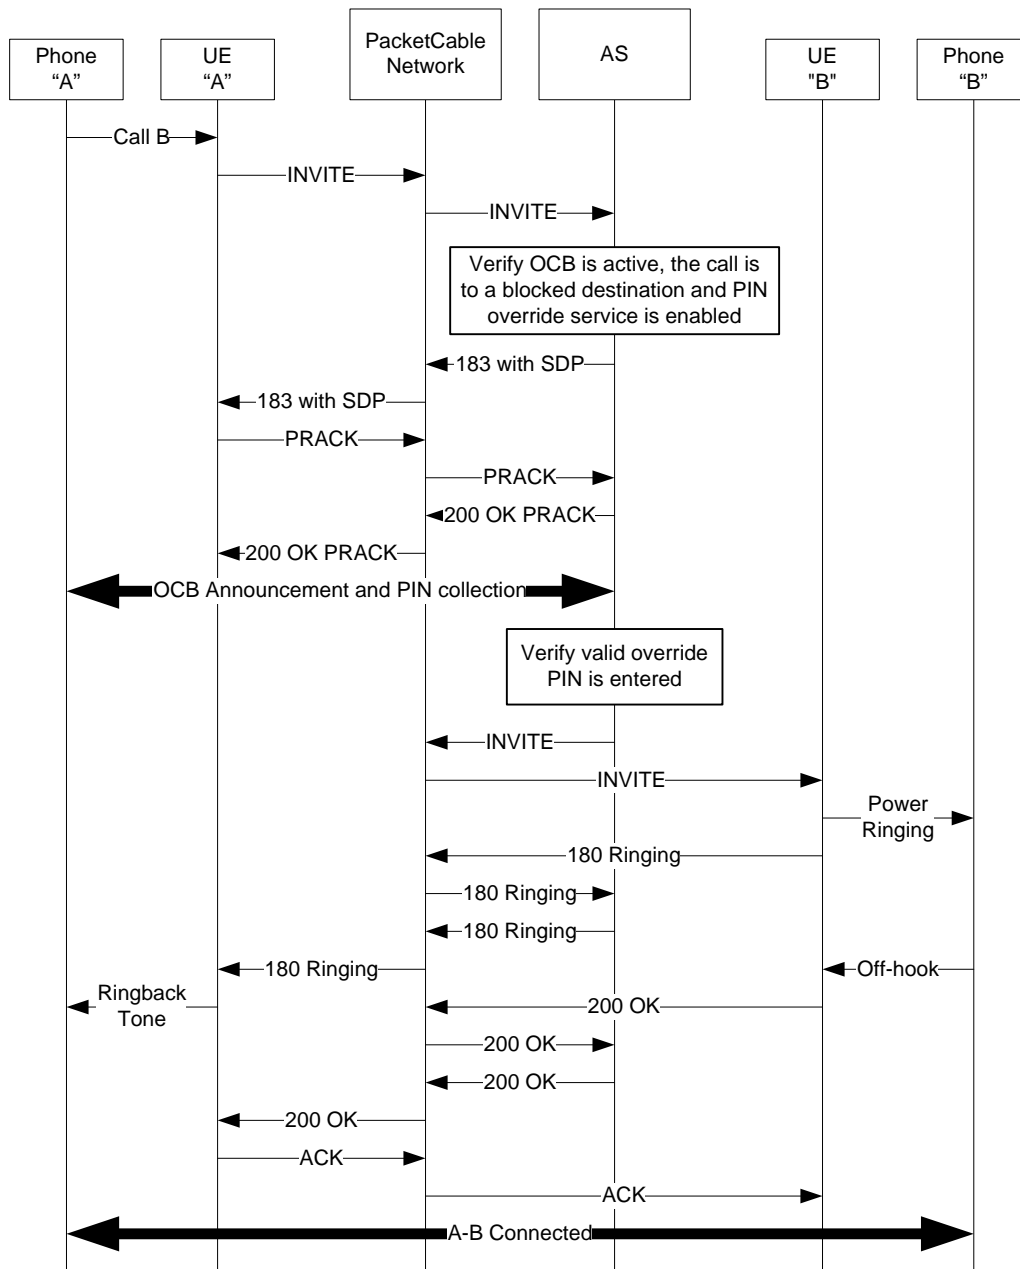 Phone
“A”
UE
“A”
PacketCable
Network
AS
UE
"B"
Phone
“B”
Call B
INVITE
INVITE
Verify OCB is active, the call is
to a blocked destination and PIN
override service is enabled
183 with SDP
183 with SDP
PRACK
PRACK
200 OK PRACK
200 OK PRACK
OCB Announcement and PIN collection
Verify valid override
PIN is entered
INVITE
INVITE
Power
Ringing
180 Ringing
180 Ringing
180 Ringing
180 Ringing
Off-hook
Ringback
Tone
200 OK
200 OK
200 OK
200 OK
ACK
ACK
A-B Connected